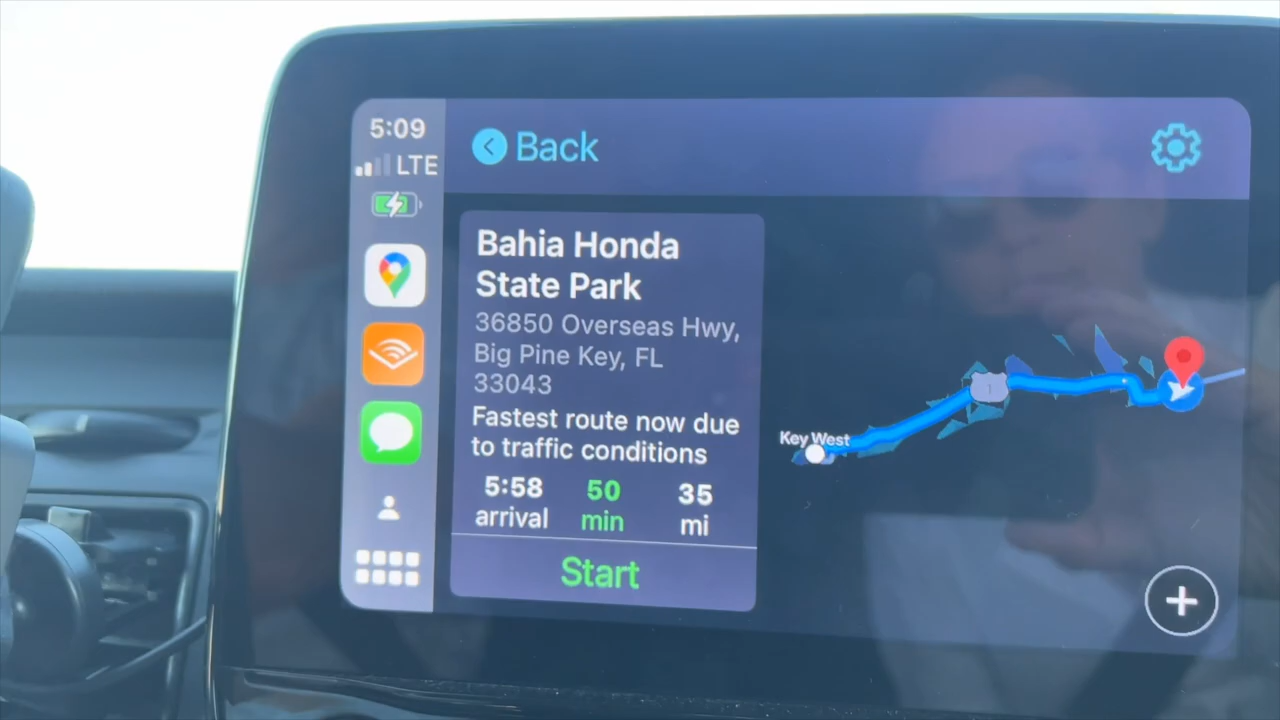 5:09
LTE
Back
Bahia Honda
State Park
36850 Overseas Hwy,
Big Pine Key, FL
33043
Fastest route now due
to traffic conditions
5:58 50 35
arrival min mi
Start
Key West
1